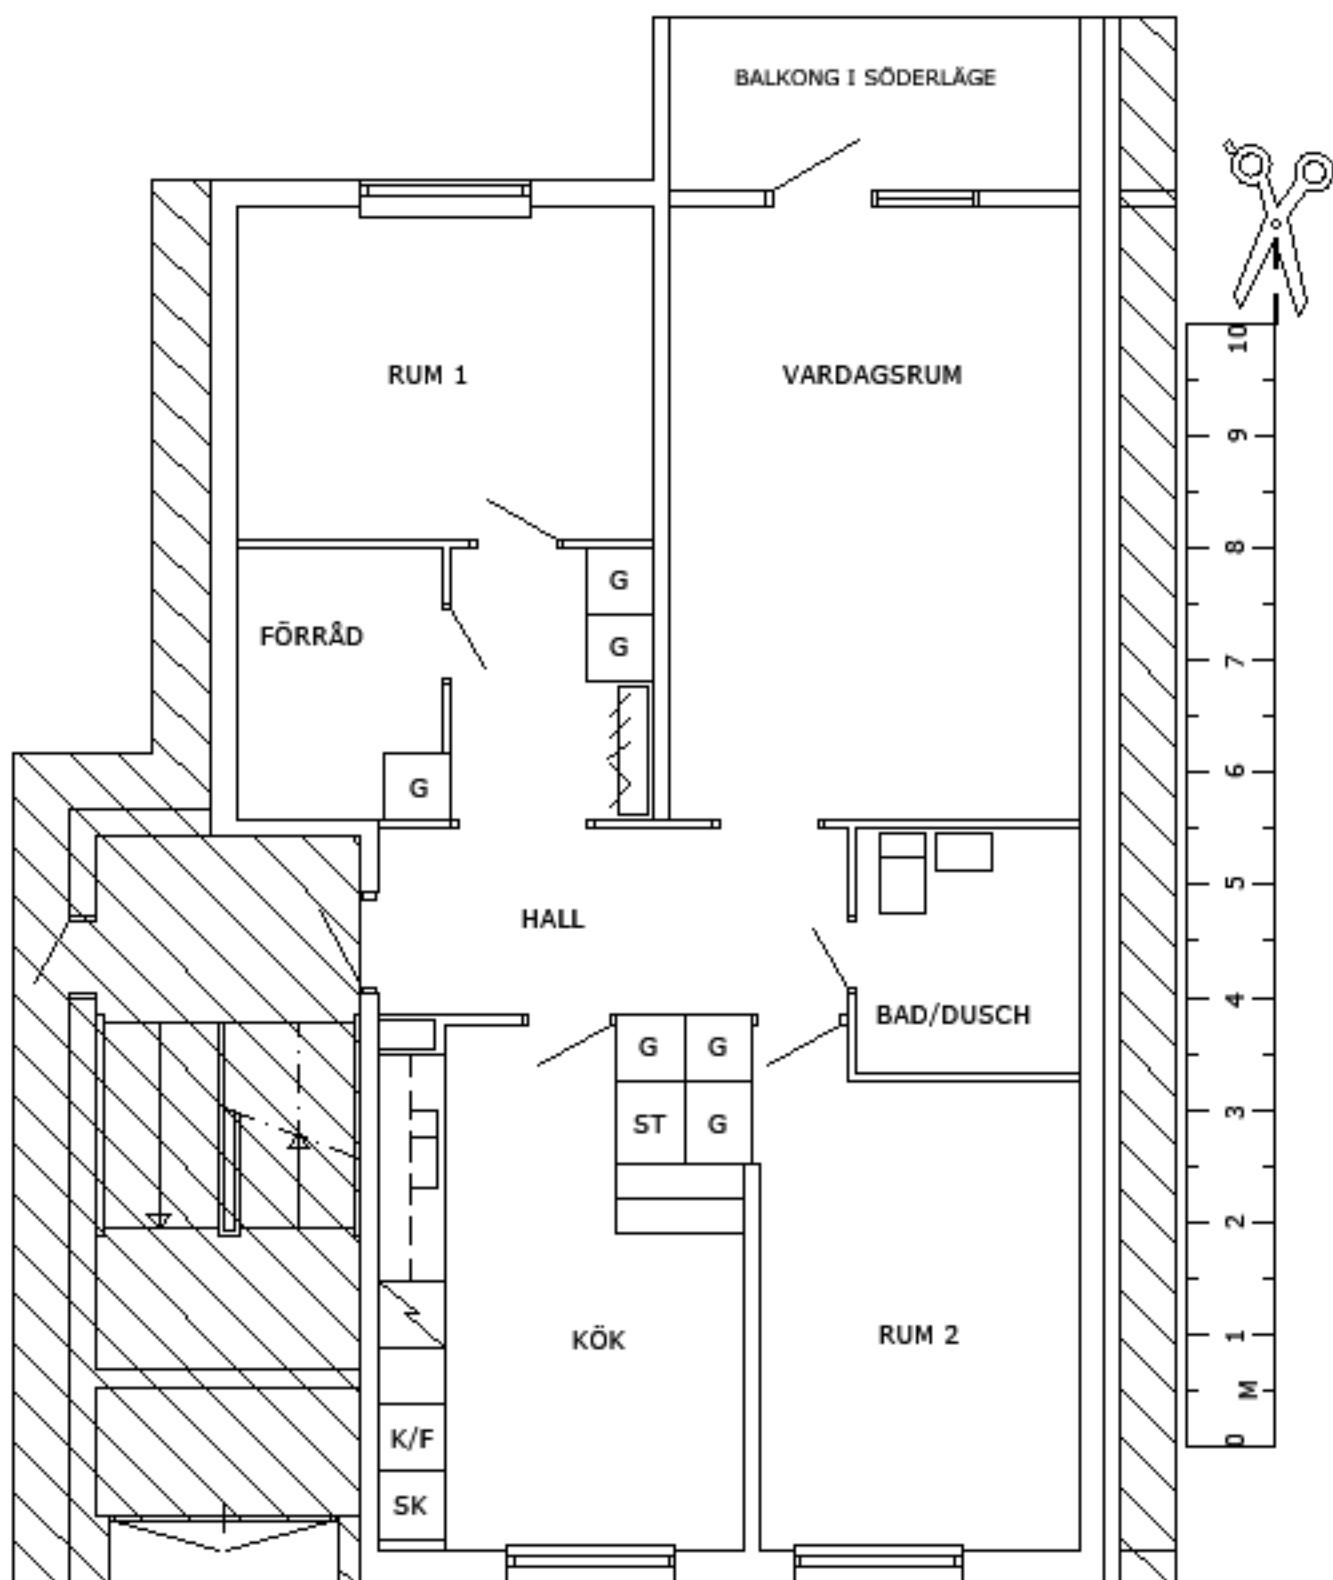 BALKONG I SÖDERLÄGE
RUM 1
VARDAGSRUM
G
G
FÖRRÅD
G
HALL
BAD/DUSCH
G
G
ST
G
KÖK
RUM 2
K/F
SK
10
9
8
7
6
5
4
3
2
1
M
0